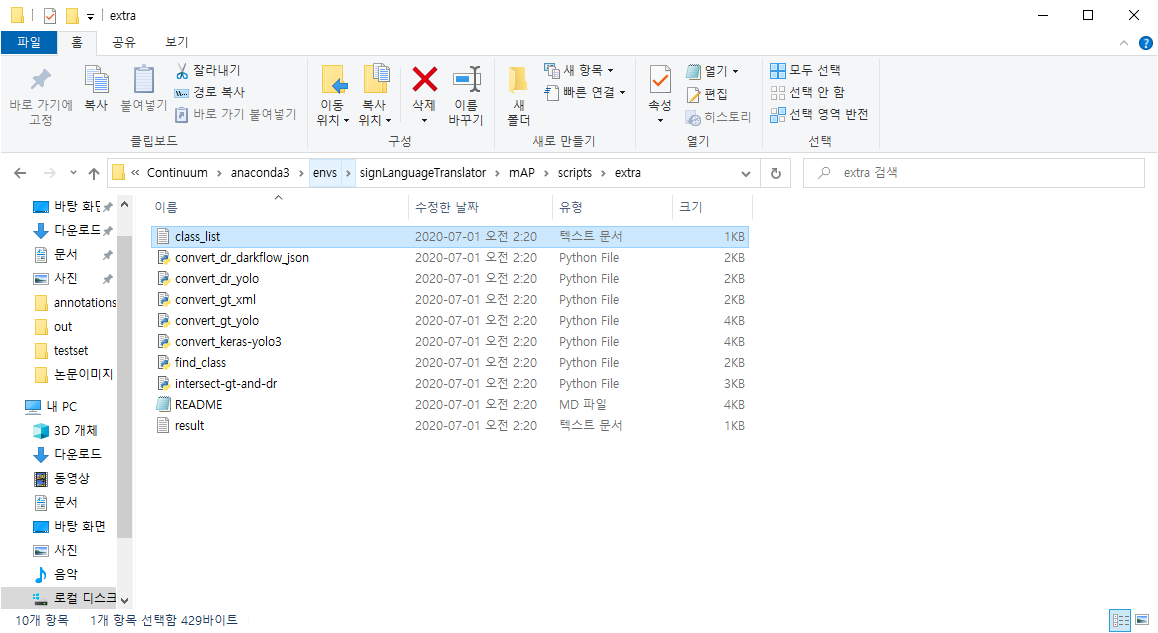 extra
파일 홈 공유 보기
바로 가기에 고정
복사
붙여넣기
잘라내기
경로 복사
바로 가기 붙여넣기
클립보드
이동 위치
복사 위치
삭제
이름 바꾸기
구성
새 폴더
새 항목
빠른 연결
새로 만들기
속성
열기
편집
히스토리
열기
모두 선택
선택 안 함
선택 영역 반전
선택
« Continuum > anaconda3 > envs > signLanguageTranslator > mAP > scripts > extra
extra 검색
바탕 화면
다운로드
문서
사진
annotations
out
testset
논문이미지
내 PC
3D 개체
다운로드
동영상
문서
바탕 화면
사진
음악
로컬 디스크
이름 수정한 날짜 유형 크기
class_list 2020-07-01 오전 2:20 텍스트 문서 1KB
convert_dr_darkflow_json 2020-07-01 오전 2:20 Python File 2KB
convert_dr_yolo 2020-07-01 오전 2:20 Python File 2KB
convert_gt_xml 2020-07-01 오전 2:20 Python File 2KB
convert_gt_yolo 2020-07-01 오전 2:20 Python File 4KB
convert_keras-yolo3 2020-07-01 오전 2:20 Python File 4KB
find_class 2020-07-01 오전 2:20 Python File 2KB
intersect-gt-and-dr 2020-07-01 오전 2:20 Python File 3KB
README 2020-07-01 오전 2:20 MD 파일 4KB
result 2020-07-01 오전 2:20 텍스트 문서 1KB
10개 항목 1개 항목 선택함 429바이트